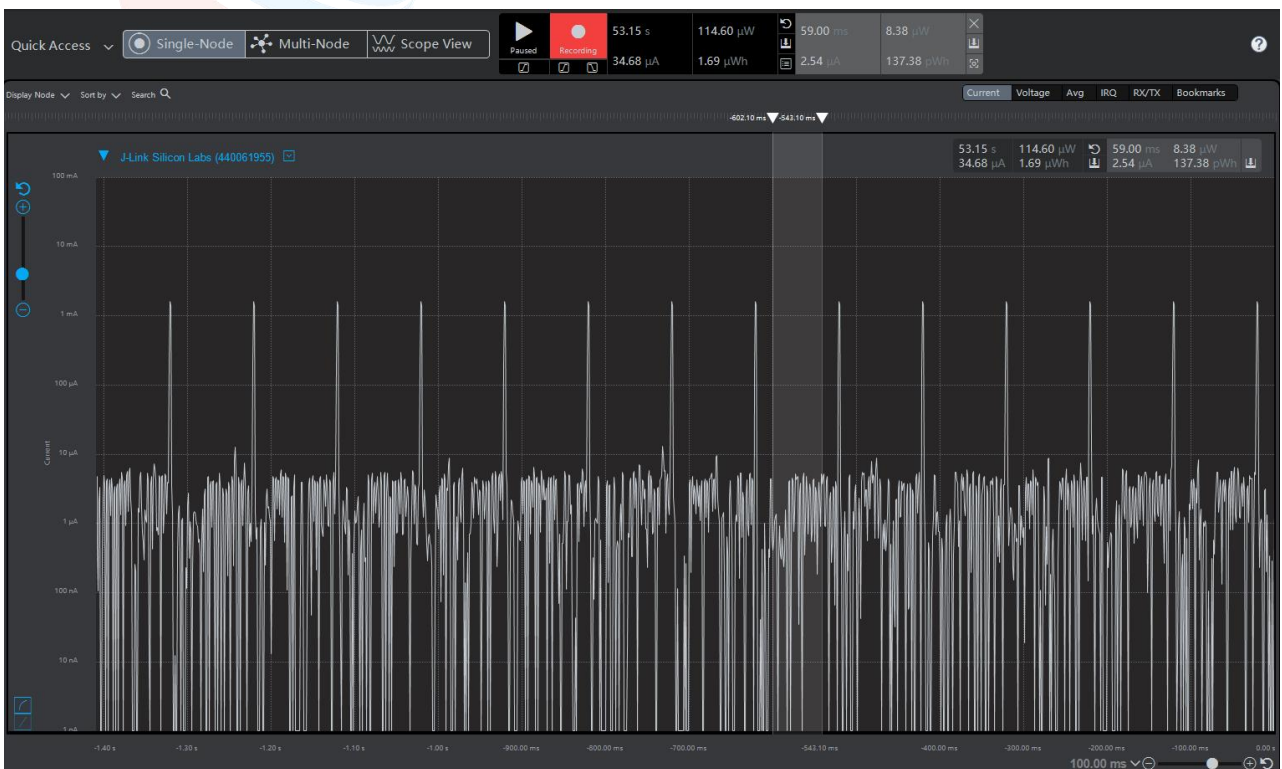 Quick Access
Single-Node
Multi-Node
Scope View
Paused
Recording
53.15 s
114.60 µW
34.68 µA
1.69 µWh
59.00 ms
8.38 µW
2.54 µA
137.38 pWh
?
Display Node
Sort by
Search
Current
Voltage
Avg
IRQ
RX/TX
Bookmarks
-602.10 ms
-543.10 ms
J-Link Silicon Labs (440061955)
53.15 s
114.60 µW
59.00 ms
8.38 µW
34.68 µA
1.69 µWh
2.54 µA
137.38 pWh
100 mA
10 mA
1 mA
100 µA
10 µA
1 µA
100 nA
10 nA
1 nA
Current
-1.40 s
-1.30 s
-1.20 s
-1.10 s
-1.00 s
-900.00 ms
-800.00 ms
-700.00 ms
-543.10 ms
-400.00 ms
-300.00 ms
-200.00 ms
-100.00 ms
0.00 s
100.00 ms